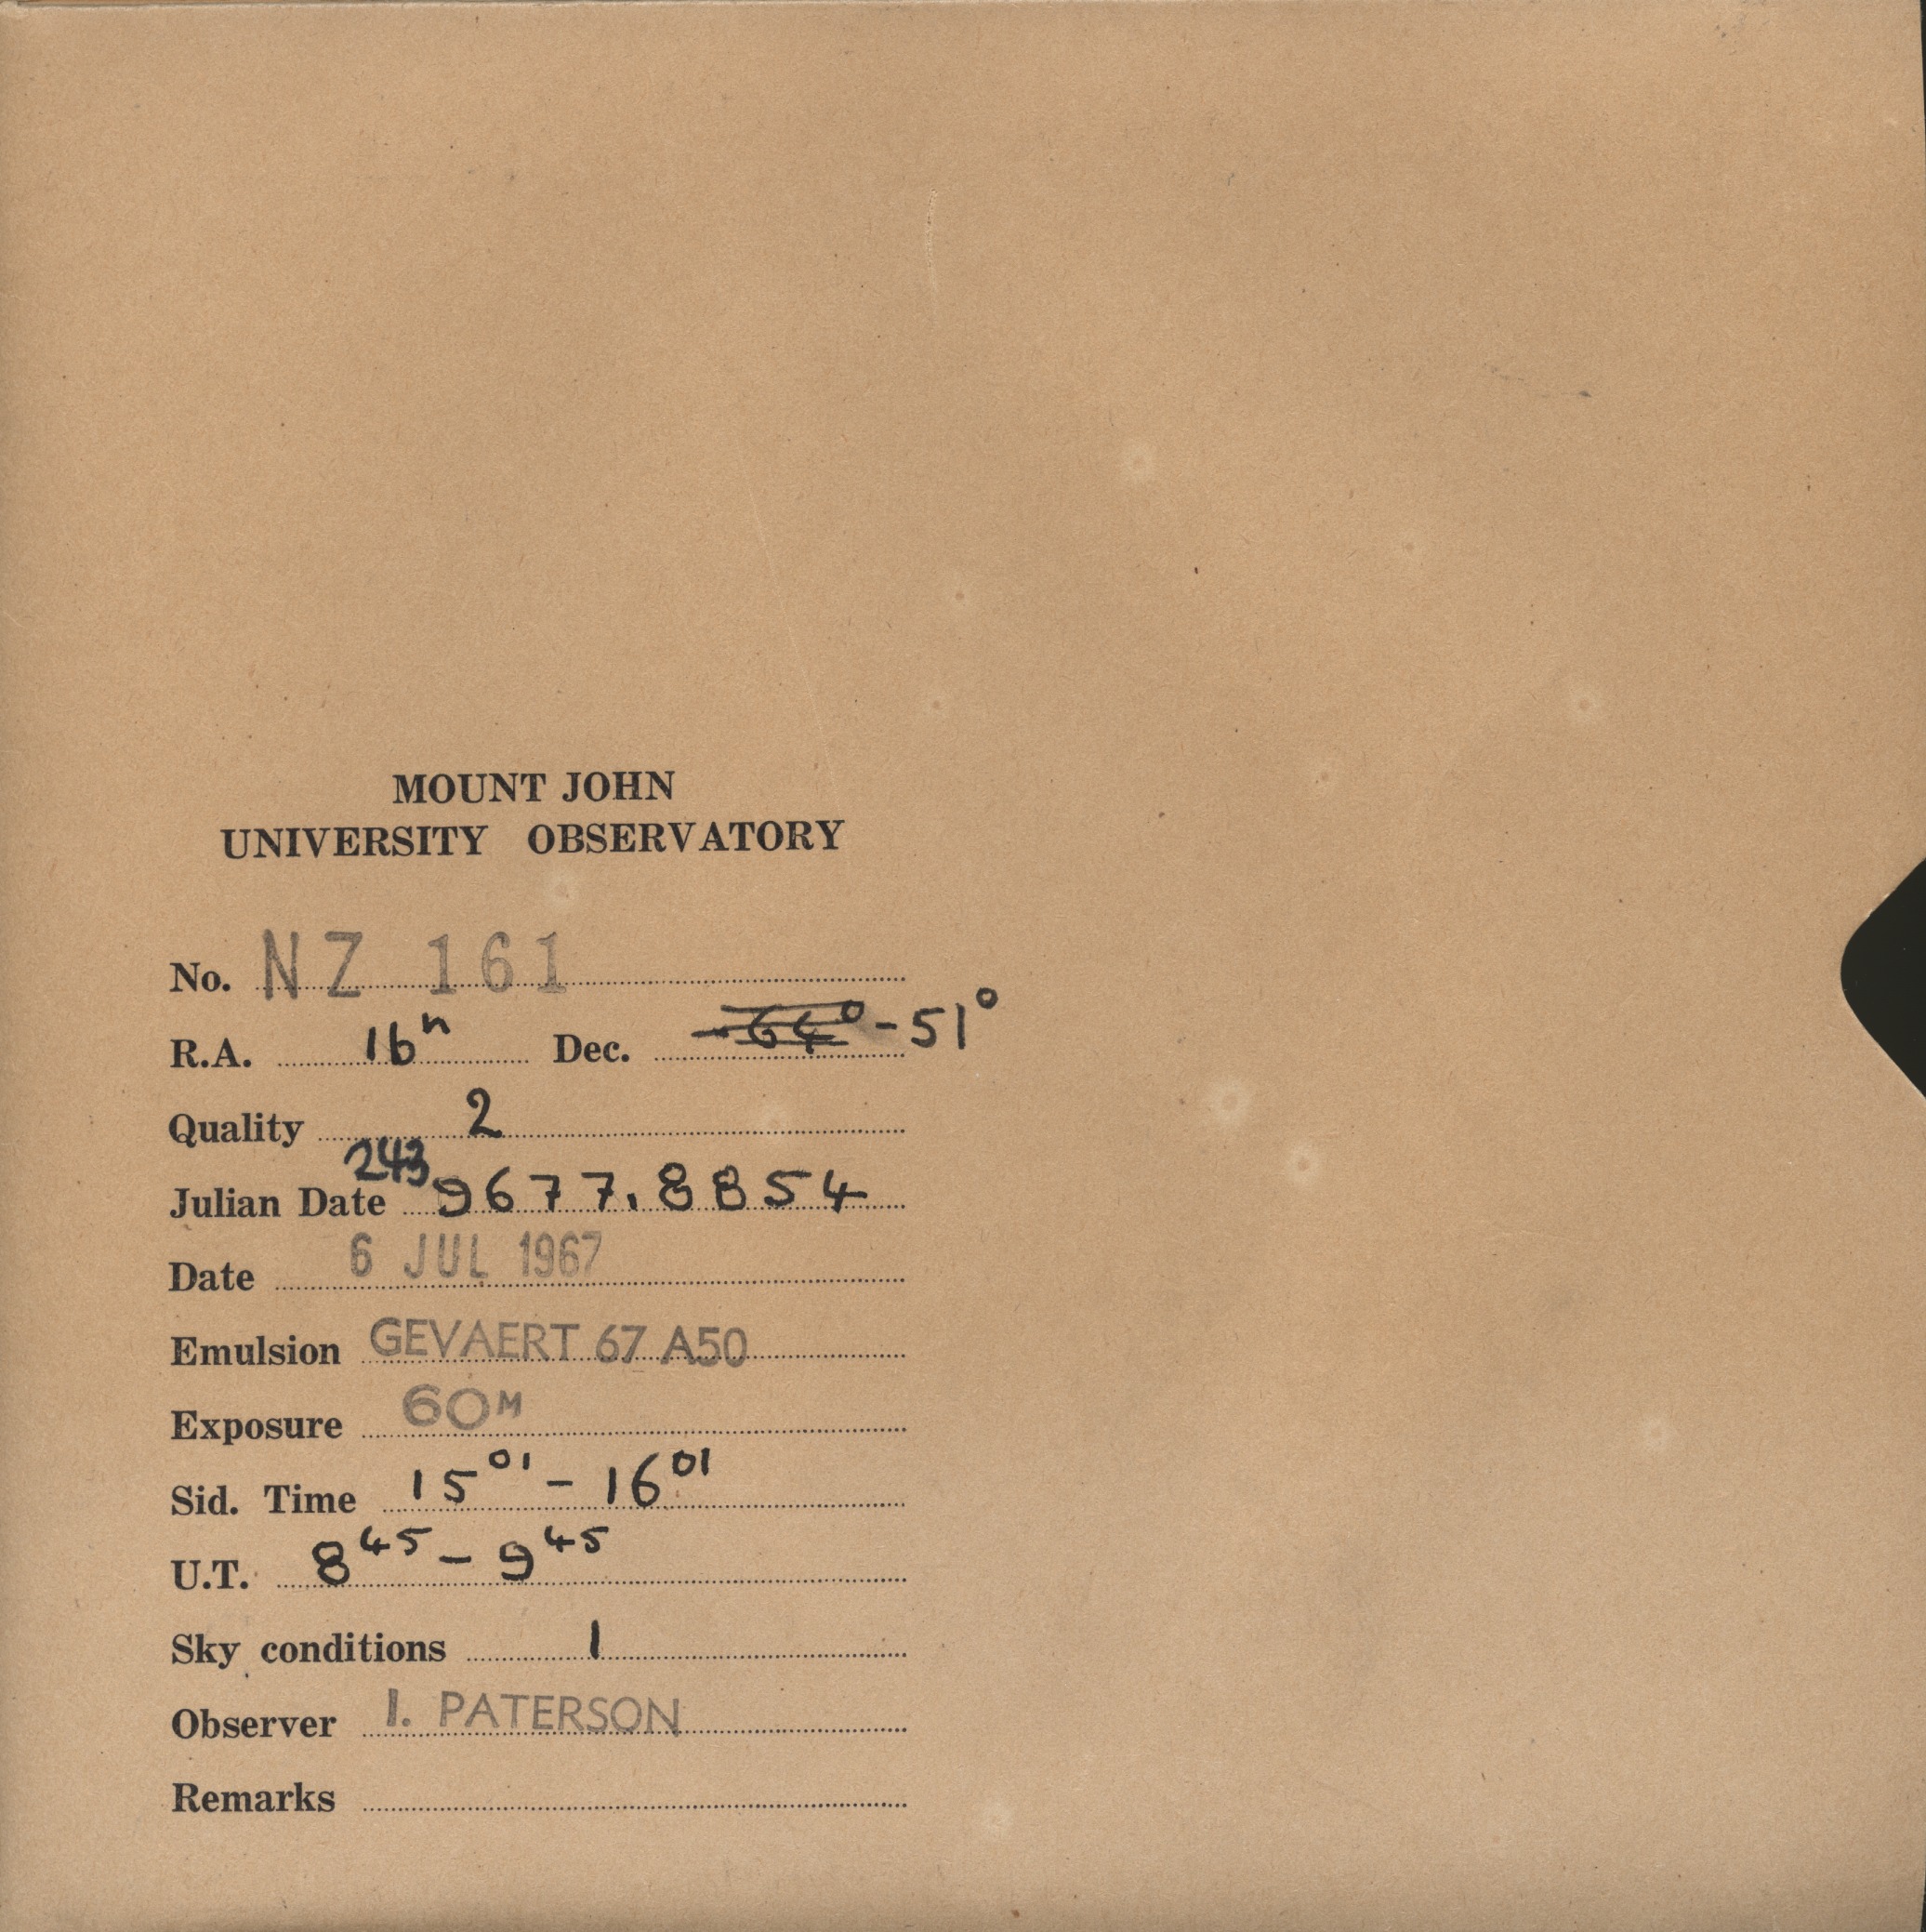 MOUNT JOHN
UNIVERSITY OBSERVATORY
No. NZ 161
R.A. 16h Dec. -64° -51°
Quality 2
243
Julian Date 9677.8854
Date 6 JUL 1967
Emulsion GEVAERT 67 A50
Exposure 60M
Sid. Time 15 01 - 16 01
U.T. 8 45 - 9 45
Sky conditions 1
Observer I. PATERSON
Remarks